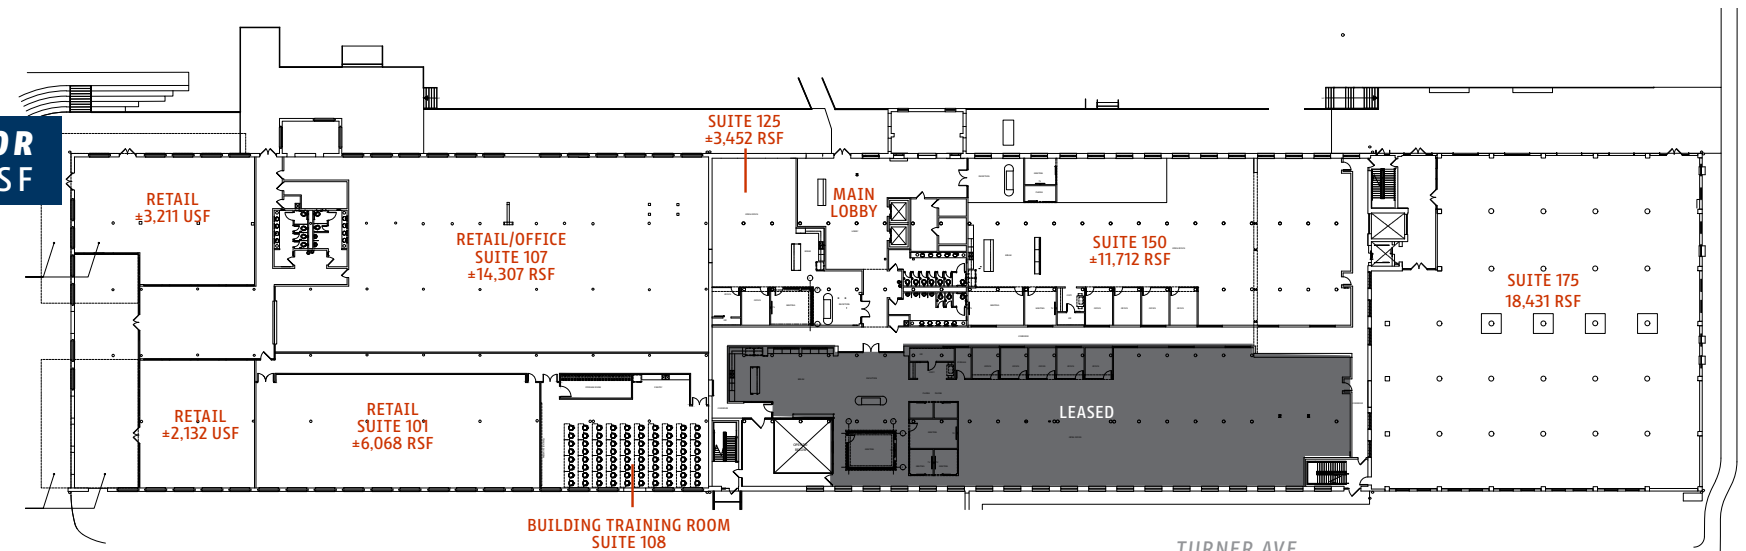 OR
SF
RETAIL
±3,211 USF
RETAIL/OFFICE
SUITE 107
±14,307 RSF
SUITE 125
±3,452 RSF
MAIN
LOBBY
SUITE 150
±11,712 RSF
SUITE 175
18,431 RSF
RETAIL
±2,132 USF
RETAIL
SUITE 101
±6,068 RSF
LEASED
BUILDING TRAINING ROOM
SUITE 108
TURNER AVE